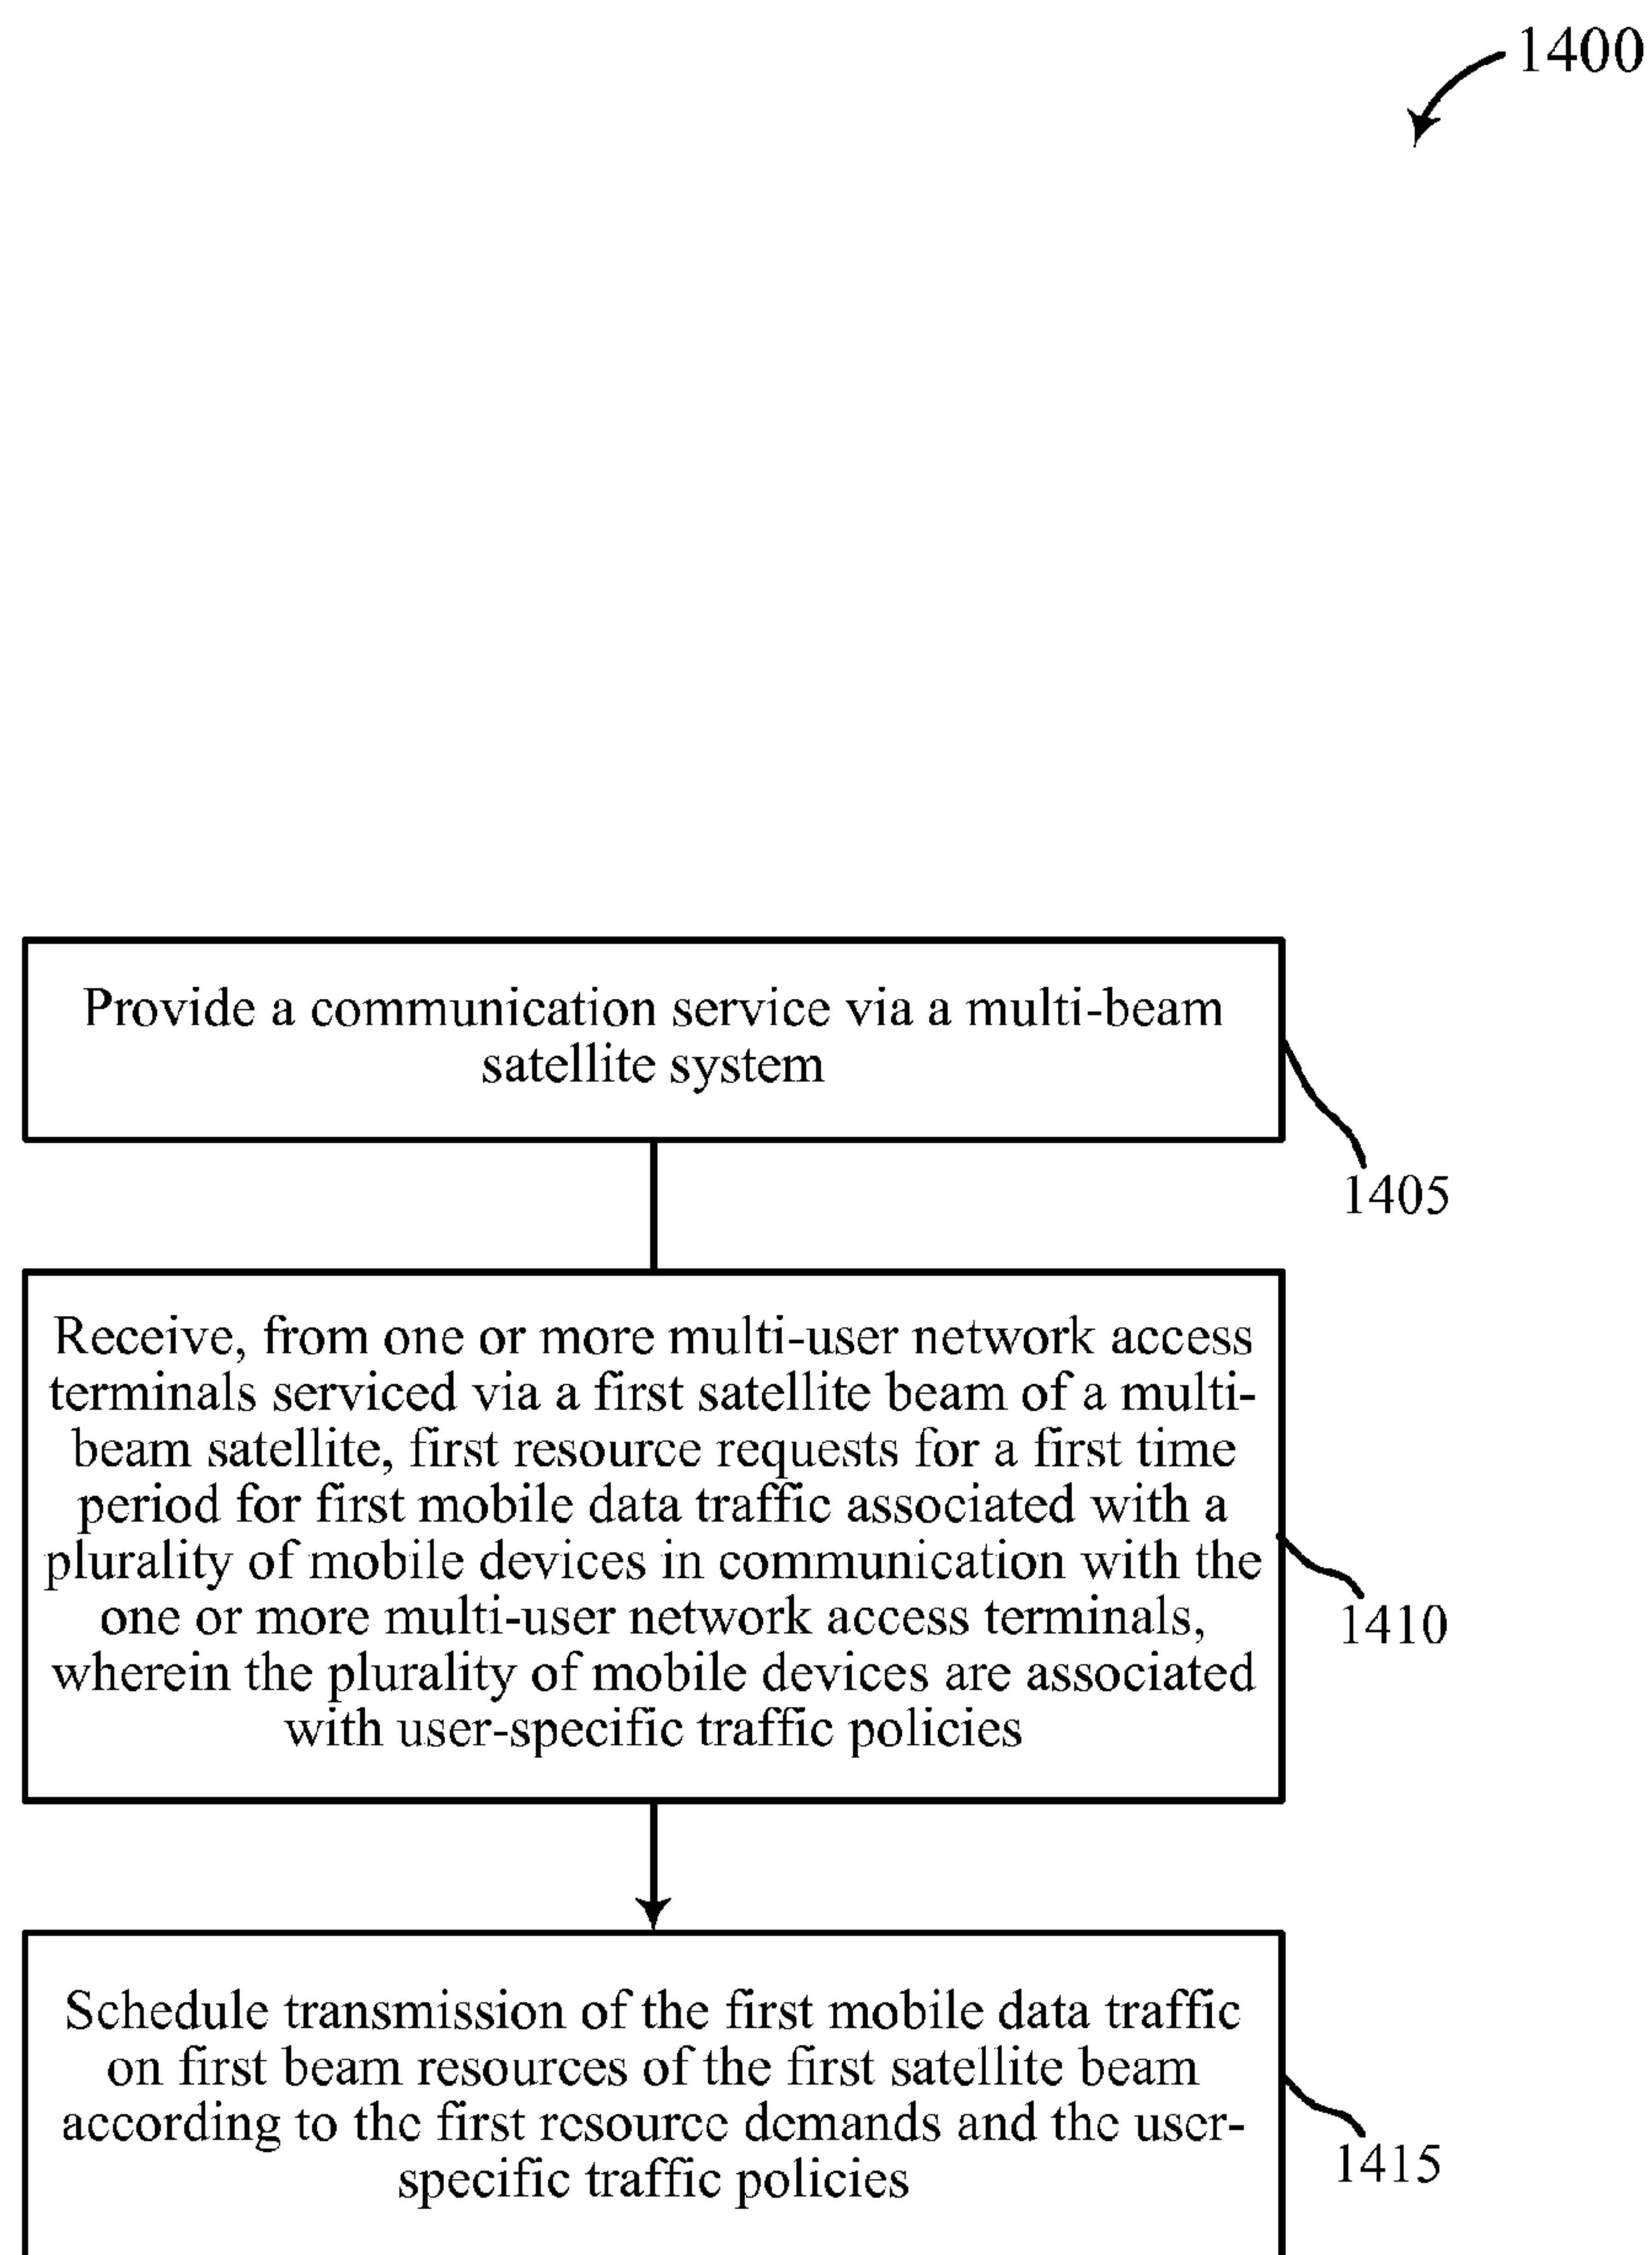 1400
Provide a communication service via a multi-beam
satellite system
1405
Receive, from one or more multi-user network access
terminals serviced via a first satellite beam of a multi-
beam satellite, first resource requests for a first time
period for first mobile data traffic associated with a
plurality of mobile devices in communication with the
one or more multi-user network access terminals,
wherein the plurality of mobile devices are associated
with user-specific traffic policies
1410
Schedule transmission of the first mobile data traffic
on first beam resources of the first satellite beam
according to the first resource demands and the user-
specific traffic policies
1415